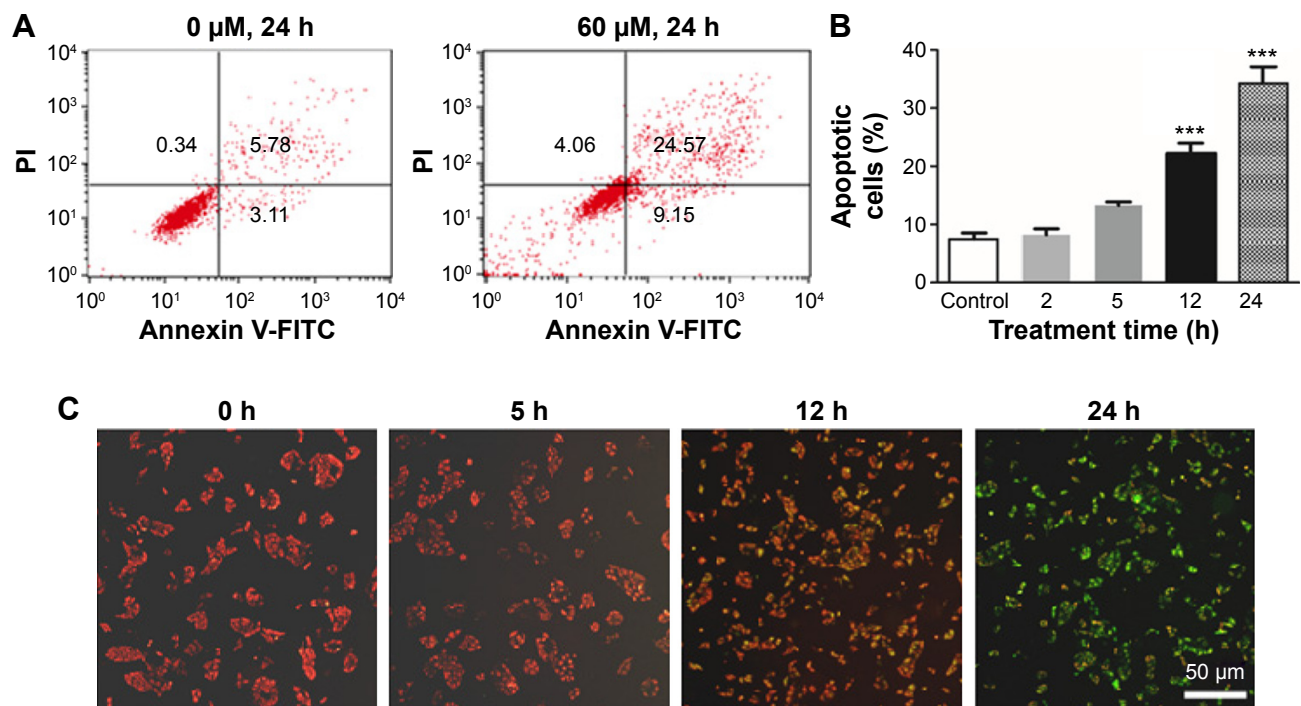 A
0 µM, 24 h
60 µM, 24 h
PI
10⁴
10³
10²
10¹
10⁰
0.34
5.78
3.11
10⁰ 10¹ 10² 10³ 10⁴
Annexin V-FITC
PI
10⁴
10³
10²
10¹
10⁰
4.06
24.57
9.15
10⁰ 10¹ 10² 10³ 10⁴
Annexin V-FITC
B
Apoptotic
cells (%)
40
30
20
10
0
***
***
Control 2 5 12 24
Treatment time (h)
C
0 h
5 h
12 h
24 h
50 µm